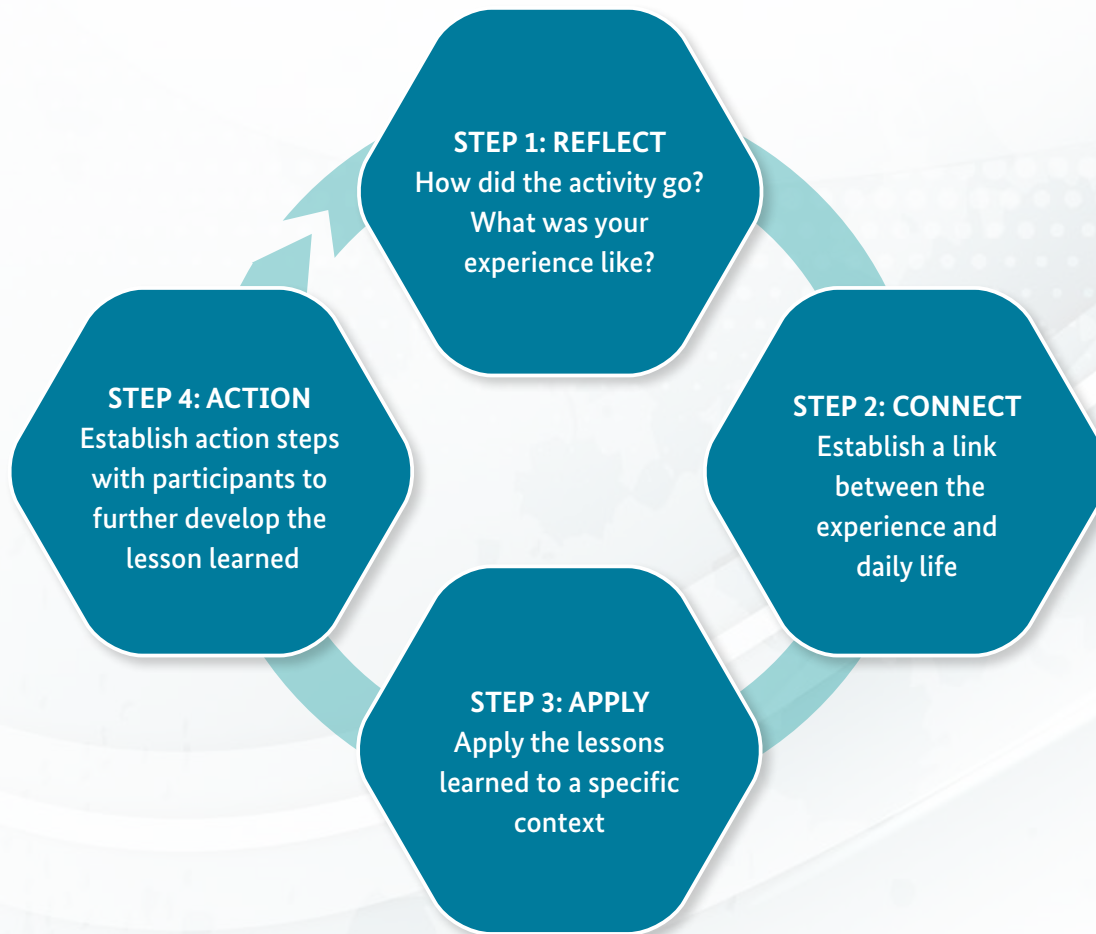 STEP 1: REFLECT
How did the activity go?
What was your
experience like?
STEP 2: CONNECT
Establish a link
between the
experience and
daily life
STEP 3: APPLY
Apply the lessons
learned to a specific
context
STEP 4: ACTION
Establish action steps
with participants to
further develop the
lesson learned